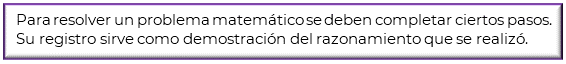 Para resolver un problema matemático se deben completar ciertos pasos.
Su registro sirve como demostración del razonamiento que se realizó.